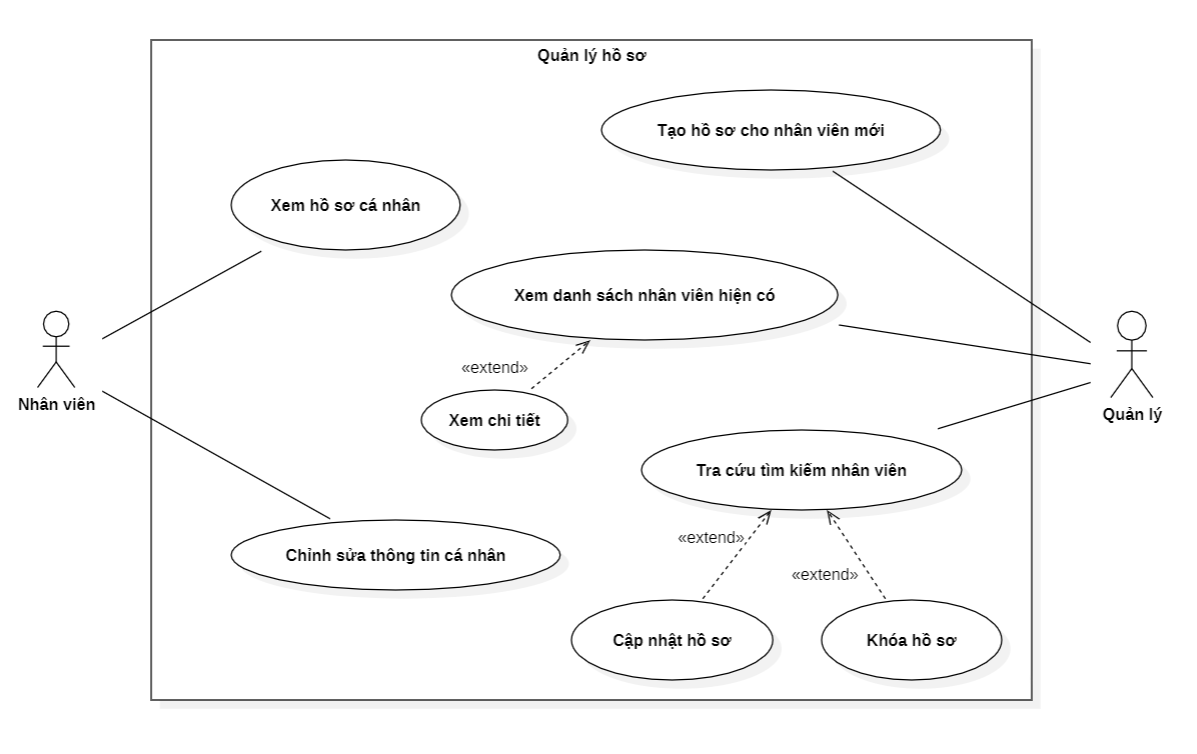 Quản lý hồ sơ
Tạo hồ sơ cho nhân viên mới
Xem hồ sơ cá nhân
Xem danh sách nhân viên hiện có
«extend»
Nhân viên
Quản lý
Xem chi tiết
Tra cứu tìm kiếm nhân viên
«extend»
Chỉnh sửa thông tin cá nhân
«extend»
Cập nhật hồ sơ
Khóa hồ sơ